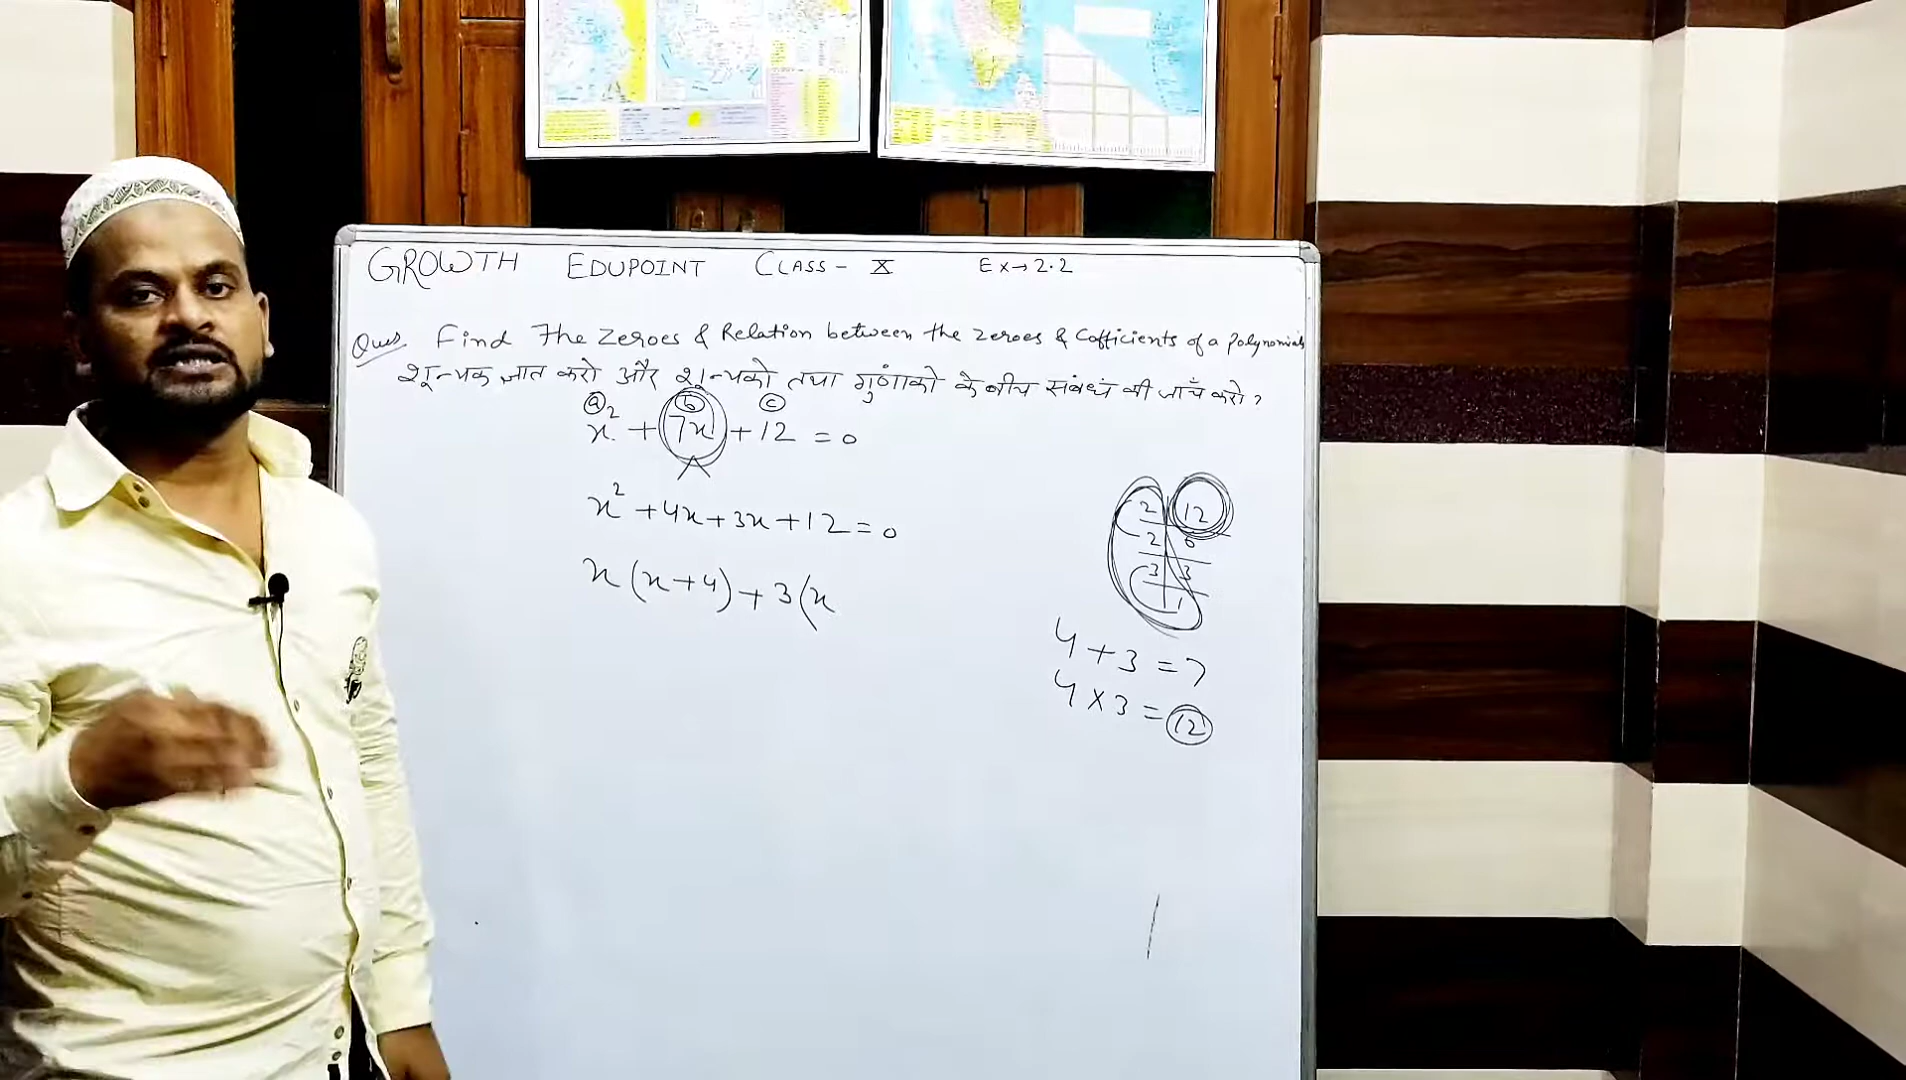 GROWTH EDUPOINT CLASS- X Ex→2.2
Ques. Find The Zeroes & Relation between the zeroes & Cofficients of a Polynomials
शून्यक ज्ञात करो और शून्यको तथा गुणांको के बीच संबंध की जाँच करो ?
a b c
x² + 7x + 12 = 0
x² + 4x + 3x + 12 = 0
x (x + 4) + 3 (x
2 12
2 6
3 3
1
4 + 3 = 7
4 x 3 = 12